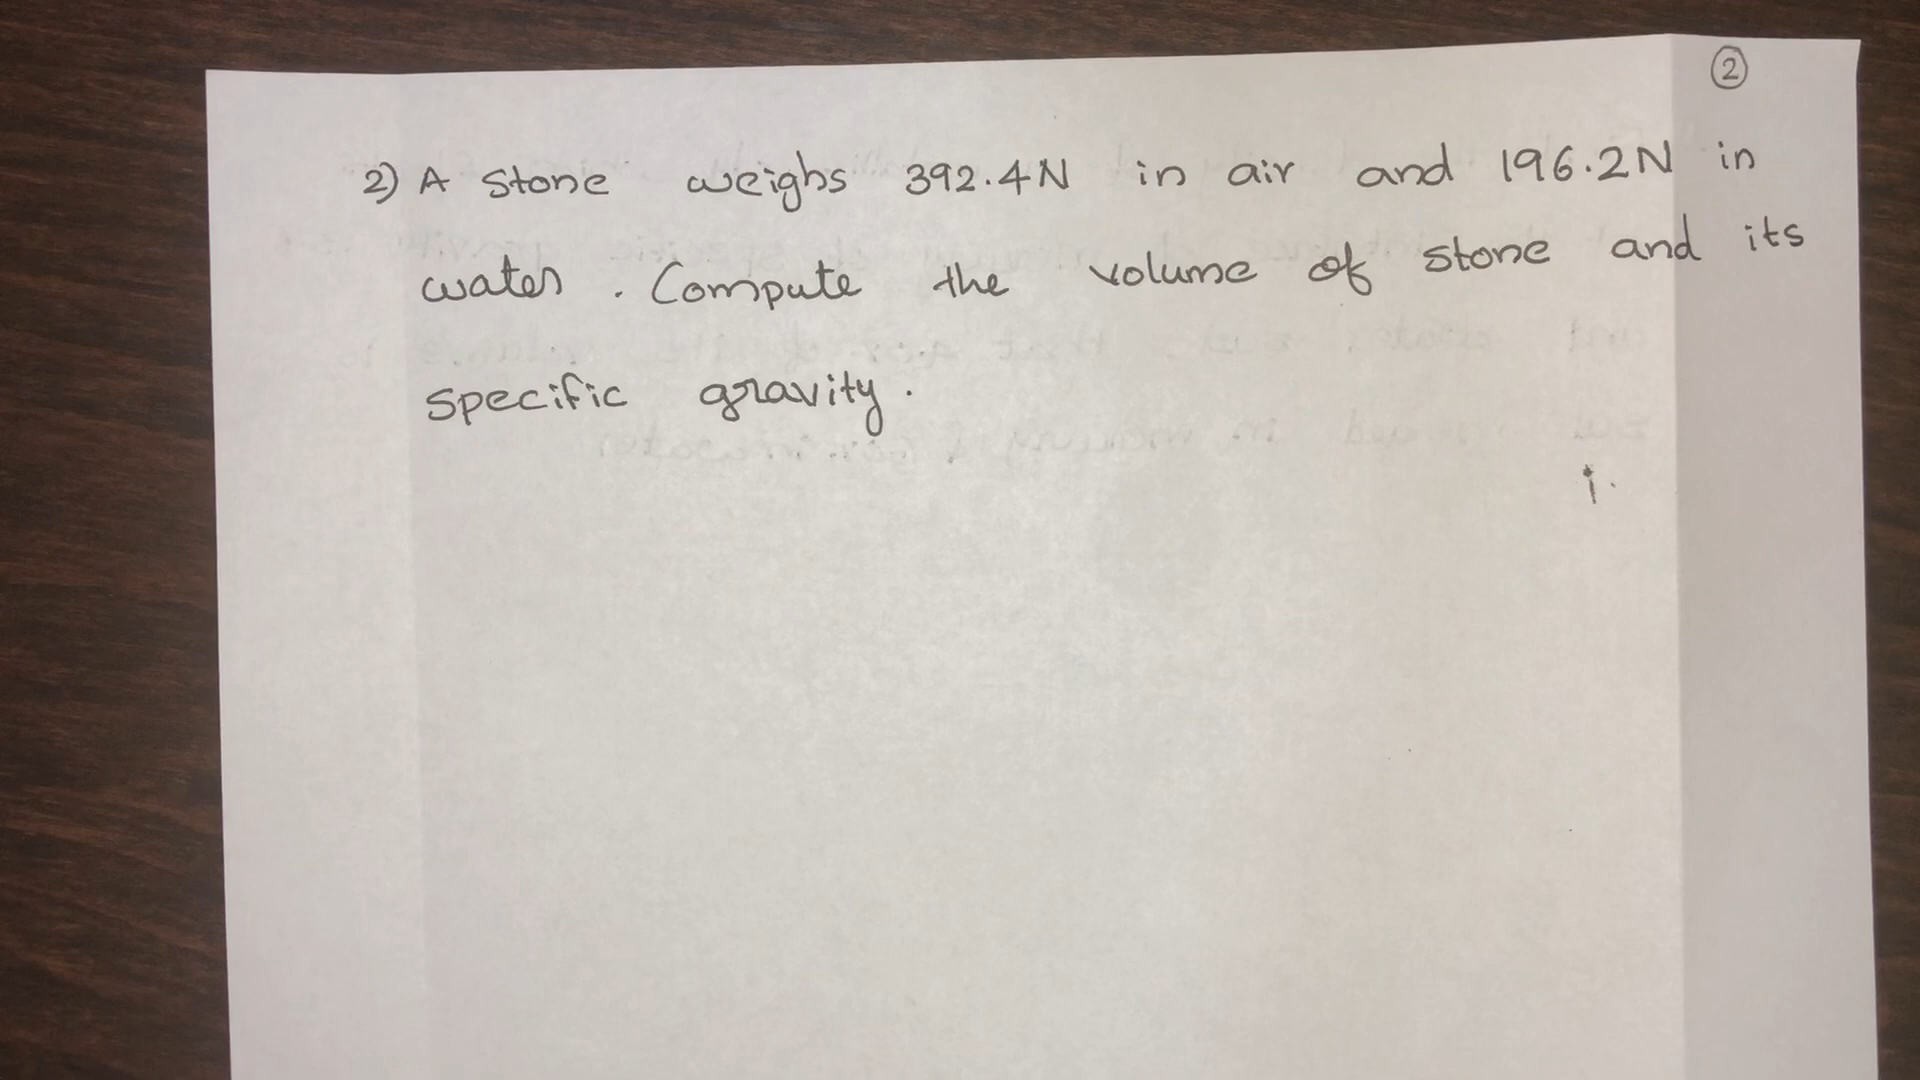 ②
2) A stone weighs 392.4N in air and 196.2N in
water . Compute the volume of stone and its
specific gravity .